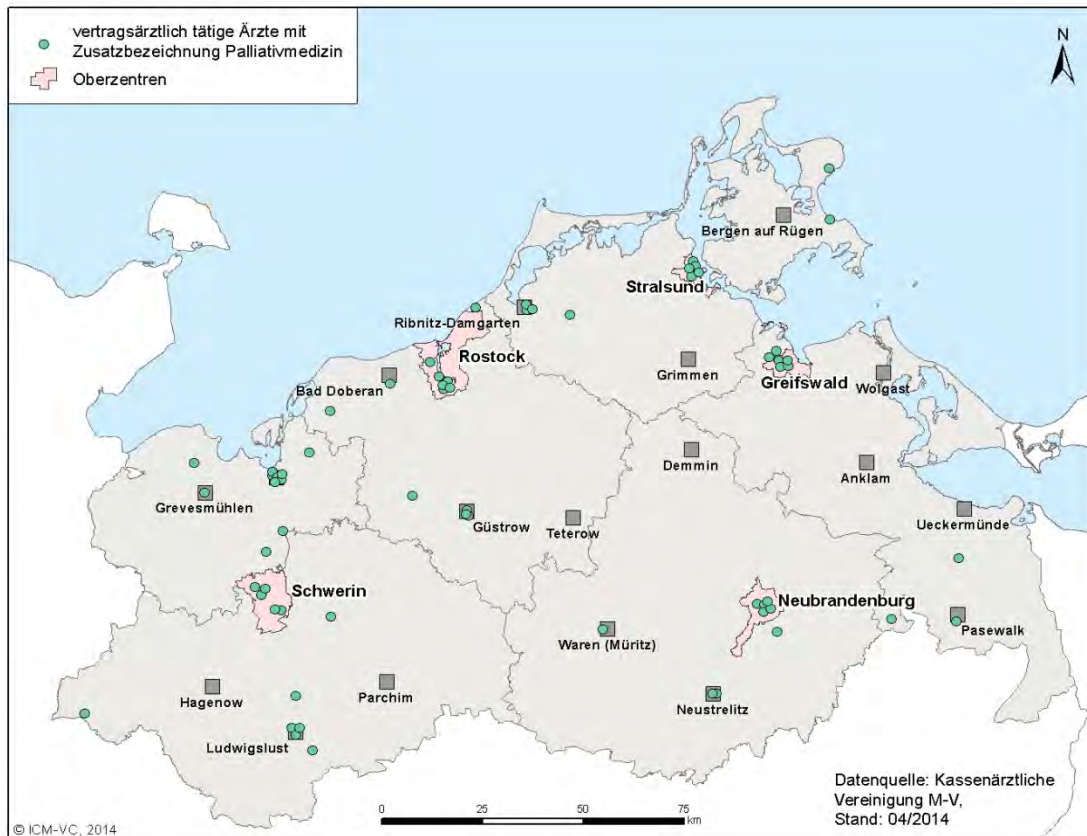 vertragsärztlich tätige Ärzte mit
Zusatzbezeichnung Palliativmedizin
Oberzentren
N
Bergen auf Rügen
Stralsund
Ribnitz-Damgarten
Rostock
Grimmen
Greifswald
Wolgast
Bad Doberan
Demmin
Anklam
Grevesmühlen
Güstrow
Teterow
Ueckermünde
Schwerin
Neubrandenburg
Waren (Müritz)
Pasewalk
Hagenow
Parchim
Neustrelitz
Ludwigslust
Datenquelle: Kassenärztliche
Vereinigung M-V,
Stand: 04/2014
0 25 50 75
km
© ICM-VC, 2014